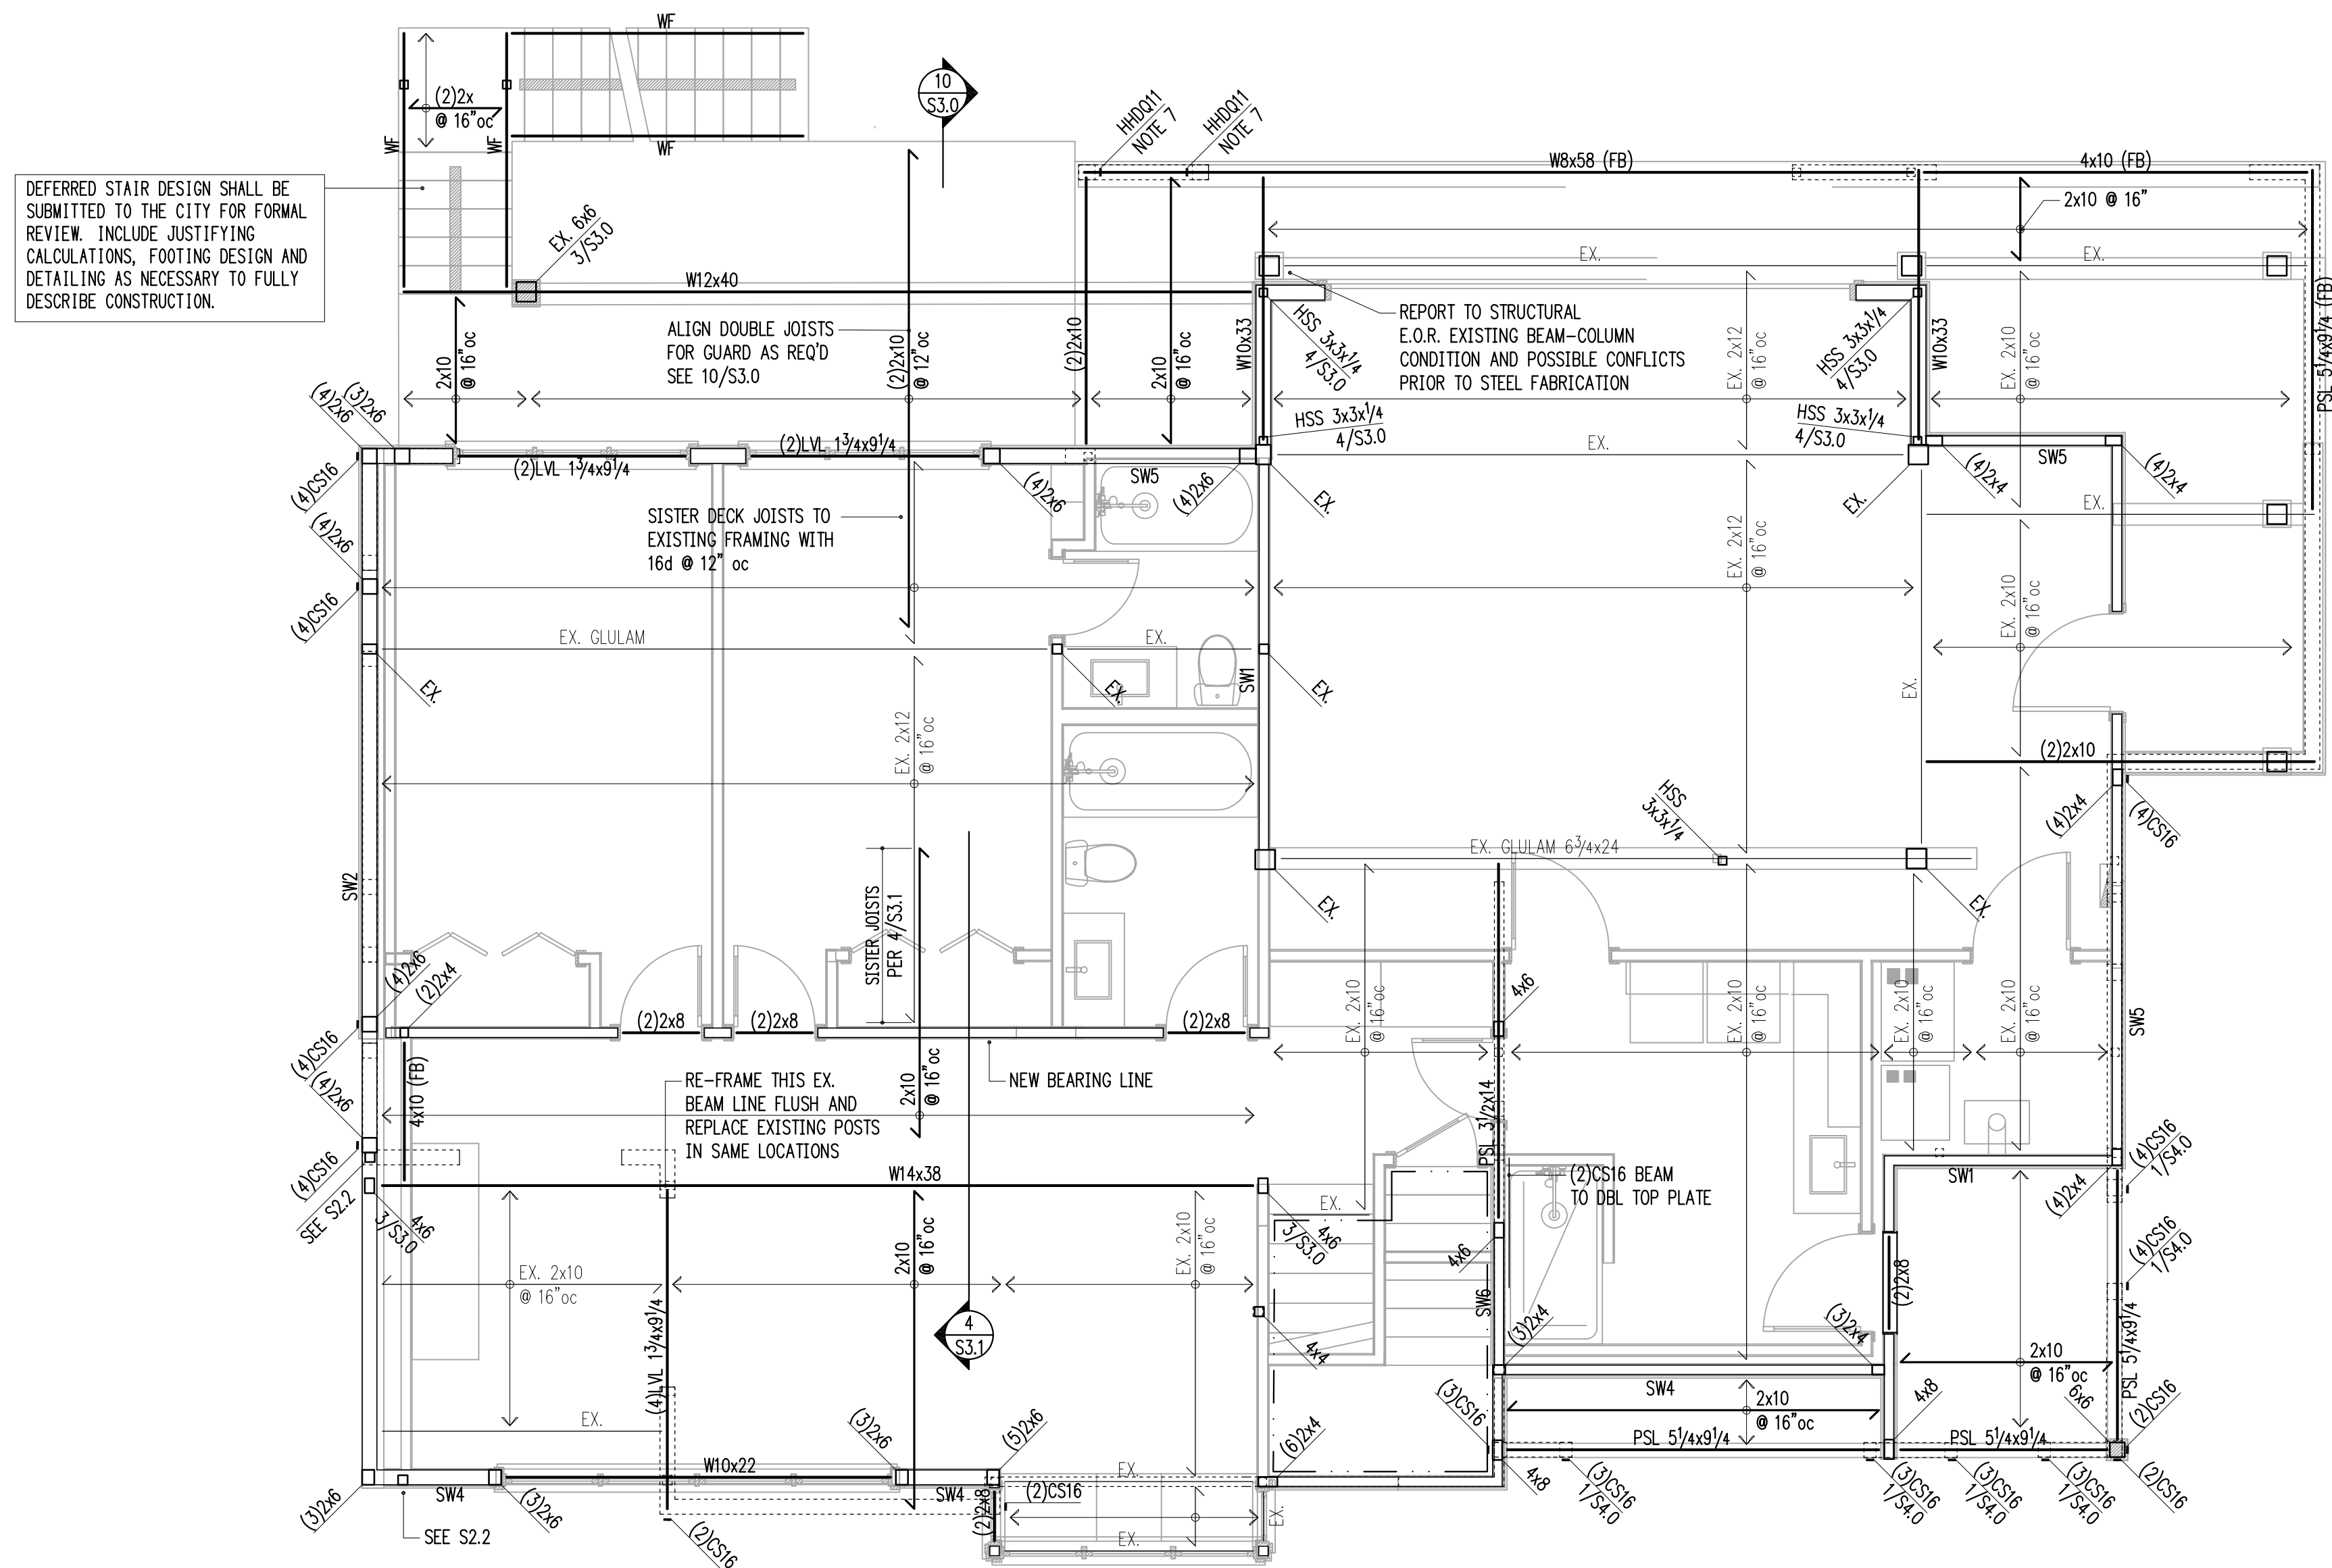 WF
(2)2x
@ 16"oc
WF
WF
WF
10
S3.0
HHDQ11
NOTE 7
HHDQ11
NOTE 7
W8x58 (FB)
4x10 (FB)
2x10 @ 16"
DEFERRED STAIR DESIGN SHALL BE
SUBMITTED TO THE CITY FOR FORMAL
REVIEW. INCLUDE JUSTIFYING
CALCULATIONS, FOOTING DESIGN AND
DETAILING AS NECESSARY TO FULLY
DESCRIBE CONSTRUCTION.
EX. 6x6
3/S3.0
W12x40
EX.
EX.
PSL 51/4x91/4 (FB)
2x10
@ 16"oc
ALIGN DOUBLE JOISTS
FOR GUARD AS REQ'D
SEE 10/S3.0
(2)2x10
@ 12"oc
(2)2x10
2x10
@ 16"oc
W10x33
HSS 3x3x1/4
4/S3.0
REPORT TO STRUCTURAL
E.O.R. EXISTING BEAM-COLUMN
CONDITION AND POSSIBLE CONFLICTS
PRIOR TO STEEL FABRICATION
EX. 2x12
@ 16"oc
HSS 3x3x1/4
4/S3.0
W10x33
EX. 2x10
@ 16"oc
HSS 3x3x1/4
4/S3.0
HSS 3x3x1/4
4/S3.0
(4)2x6
(3)2x6
(4)CS16
(2)LVL 1 3/4x9 1/4
(2)LVL 1 3/4x9 1/4
EX.
SW5
(4)2x6
(4)2x6
EX.
EX.
(4)2x4
SW5
(4)2x4
EX.
(4)2x6
(4)CS16
SISTER DECK JOISTS TO
EXISTING FRAMING WITH
16d @ 12" oc
EX. 2x12
@ 16"oc
EX. 2x10
@ 16"oc
EX. GLULAM
EX.
EX.
EX.
SW1
EX.
EX.
EX. 2x12
@ 16"oc
(2)2x10
HSS
3x3x1/4
(4)2x4
(4)CS16
EX. GLULAM 6 3/4x24
SW2
SISTER JOISTS
PER 4/S3.1
EX.
EX.
(4)2x6
(2)2x4
(4)CS16
(2)2x8
(2)2x8
(2)2x8
4x6
EX. 2x10
@ 16"oc
EX. 2x10
@ 16"oc
EX. 2x10
@ 16"oc
EX. 2x10
@ 16"oc
SW5
(4)2x6
4x10 (FB)
RE-FRAME THIS EX.
BEAM LINE FLUSH AND
REPLACE EXISTING POSTS
IN SAME LOCATIONS
2x10
@ 16"oc
NEW BEARING LINE
PSL 3 1/2x14
(4)CS16
SEE S2.2
4x6
3/S3.0
W14x38
EX.
4x6
3/S3.0
(2)CS16 BEAM
TO DBL TOP PLATE
SW1
(4)2x4
(4)CS16
1/S4.0
(4)CS16
1/S4.0
EX. 2x10
@ 16"oc
2x10
@ 16"oc
EX. 2x10
@ 16"oc
4x6
(2)2x8
(4)LVL 1 3/4x9 1/4
4
S3.1
4x4
SW6
(3)2x4
(3)2x4
2x10
@ 16"oc
PSL 5 1/4x9 1/4
EX.
(3)2x6
(5)2x6
(6)2x4
(3)CS16
SW4
2x10
@ 16"oc
4x8
6x6
(2)CS16
W10x22
PSL 5 1/4x9 1/4
PSL 5 1/4x9 1/4
(3)2x6
SW4
(3)2x6
SW4
(2)2x8
(2)CS16
EX.
EX.
EX.
4x8
(3)CS16
1/S4.0
(3)CS16
1/S4.0
(3)CS16
1/S4.0
(3)CS16
1/S4.0
(2)CS16
SEE S2.2
(2)CS16